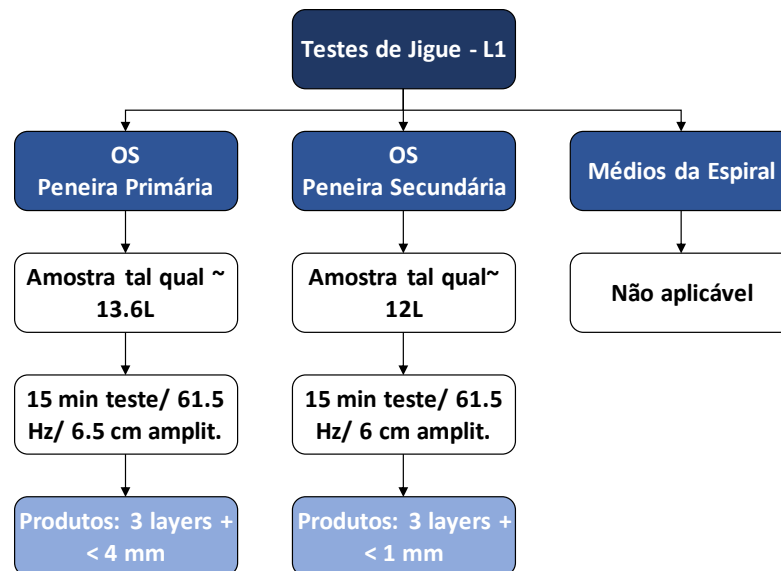 Testes de Jigue - L1
OS
Peneira Primária
OS
Peneira Secundária
Médios da Espiral
Amostra tal qual ~
13.6L
Amostra tal qual~
12L
Não aplicável
15 min teste/ 61.5
Hz/ 6.5 cm amplit.
15 min teste/ 61.5
Hz/ 6 cm amplit.
Produtos: 3 layers +
< 4 mm
Produtos: 3 layers +
< 1 mm